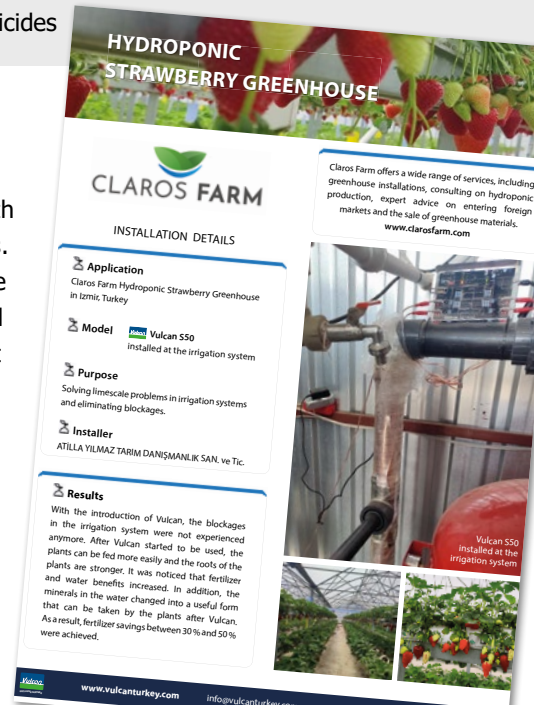 icides
th
.
e
l
t
HYDROPONIC
STRAWBERRY GREENHOUSE
CLAROS FARM
INSTALLATION DETAILS
Application
Claros Farm Hydroponic Strawberry Greenhouse
in Izmir, Turkey
Model Vulcan Vulcan S50
installed at the irrigation system
Purpose
Solving limescale problems in irrigation systems
and eliminating blockages.
Installer
ATİLLA YILMAZ TARIM DANIŞMANLIK SAN. ve Tic.
Results
With the introduction of Vulcan, the blockages
in the irrigation system were not experienced
anymore. After Vulcan started to be used, the
plants can be fed more easily and the roots of the
plants are stronger. It was noticed that fertilizer
and water benefits increased. In addition, the
minerals in the water changed into a useful form
that can be taken by the plants after Vulcan.
As a result, fertilizer savings between 30 % and 50 %
were achieved.
Claros Farm offers a wide range of services, including
greenhouse installations, consulting on hydroponic
production, expert advice on entering foreign
markets and the sale of greenhouse materials.
www.clarosfarm.com
Vulcan S50
installed at the
irrigation system
Vulcan
www.vulcanturkey.com
info@vulcanturkey.co